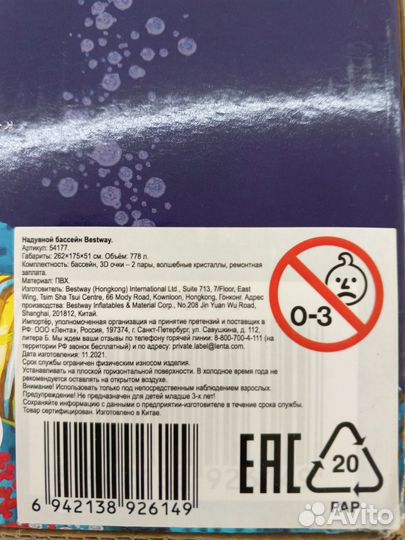 Надувной бассейн Bestway.
Артикул: 54177.
Габариты: 262*175*51 см. Объём: 778 л.
Комплектность: бассейн, 3D очки – 2 пары, волшебные кристаллы, ремонтная
заплата.
Материал: ПВХ.
Изготовитель: Bestway (Hongkong) International Ltd., Suite 713, 7/Floor, East
Wing, Tsim Sha Tsui Centre, 66 Mody Road, Kownloon, Hongkong, Гонконг. Адрес
производства: Bestway Inflatables & Material Corp., No.208 Jin Yuan Wu Road,
Shanghai, 201812, Китай.
Импортёр, уполномоченная организация на принятие претензий и поставщик
в РФ: ООО «Лента», Россия, 197374, г. Санкт-Петербург, ул. Савушкина, д. 112,
литера Б. Мы ждем ваши отзывы по телефону горячей линии: 8-800-700-4-111 (на
территории РФ звонок бесплатный) и по адресу: private.label@lenta.com.
Дата изготовления: 11.2021.
Срок службы ограничен физическим износом изделия.
Устанавливать на плоской горизонтальной поверхности. В холодное время года не
рекомендуется оставлять на открытом воздухе.
Внимание! Использовать только под непосредственным наблюдением взрослых.
Предупреждение! Не предназначен для детей младше 3-х лет!
Сохраняйте информацию с данными о предприятии-изготовителе в течение срока службы.
Товар сертифицирован. Изготовлено в Китае.
0-3
6 942138 926149
EAC
20
PAP
Avito